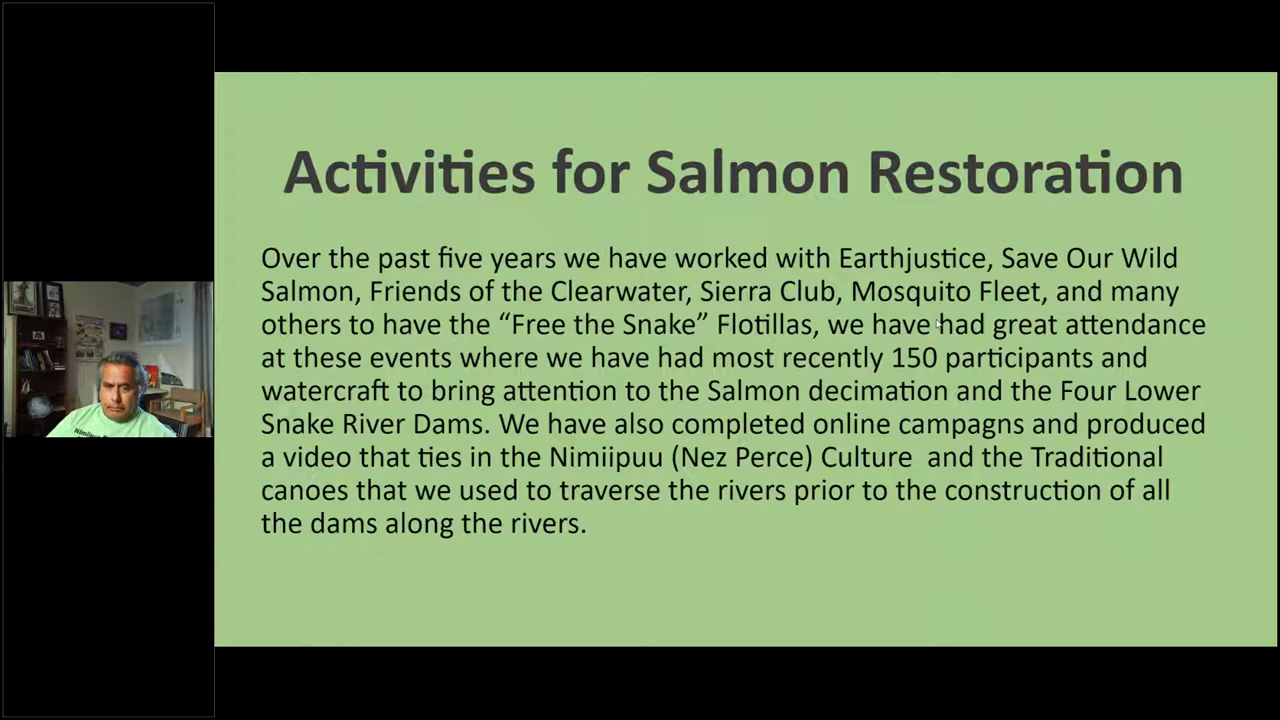 Activities for Salmon Restoration
Over the past five years we have worked with Earthjustice, Save Our Wild
Salmon, Friends of the Clearwater, Sierra Club, Mosquito Fleet, and many
others to have the “Free the Snake” Flotillas, we have had great attendance
at these events where we have had most recently 150 participants and
watercraft to bring attention to the Salmon decimation and the Four Lower
Snake River Dams. We have also completed online campagns and produced
a video that ties in the Nimiipuu (Nez Perce) Culture  and the Traditional
canoes that we used to traverse the rivers prior to the construction of all
the dams along the rivers.